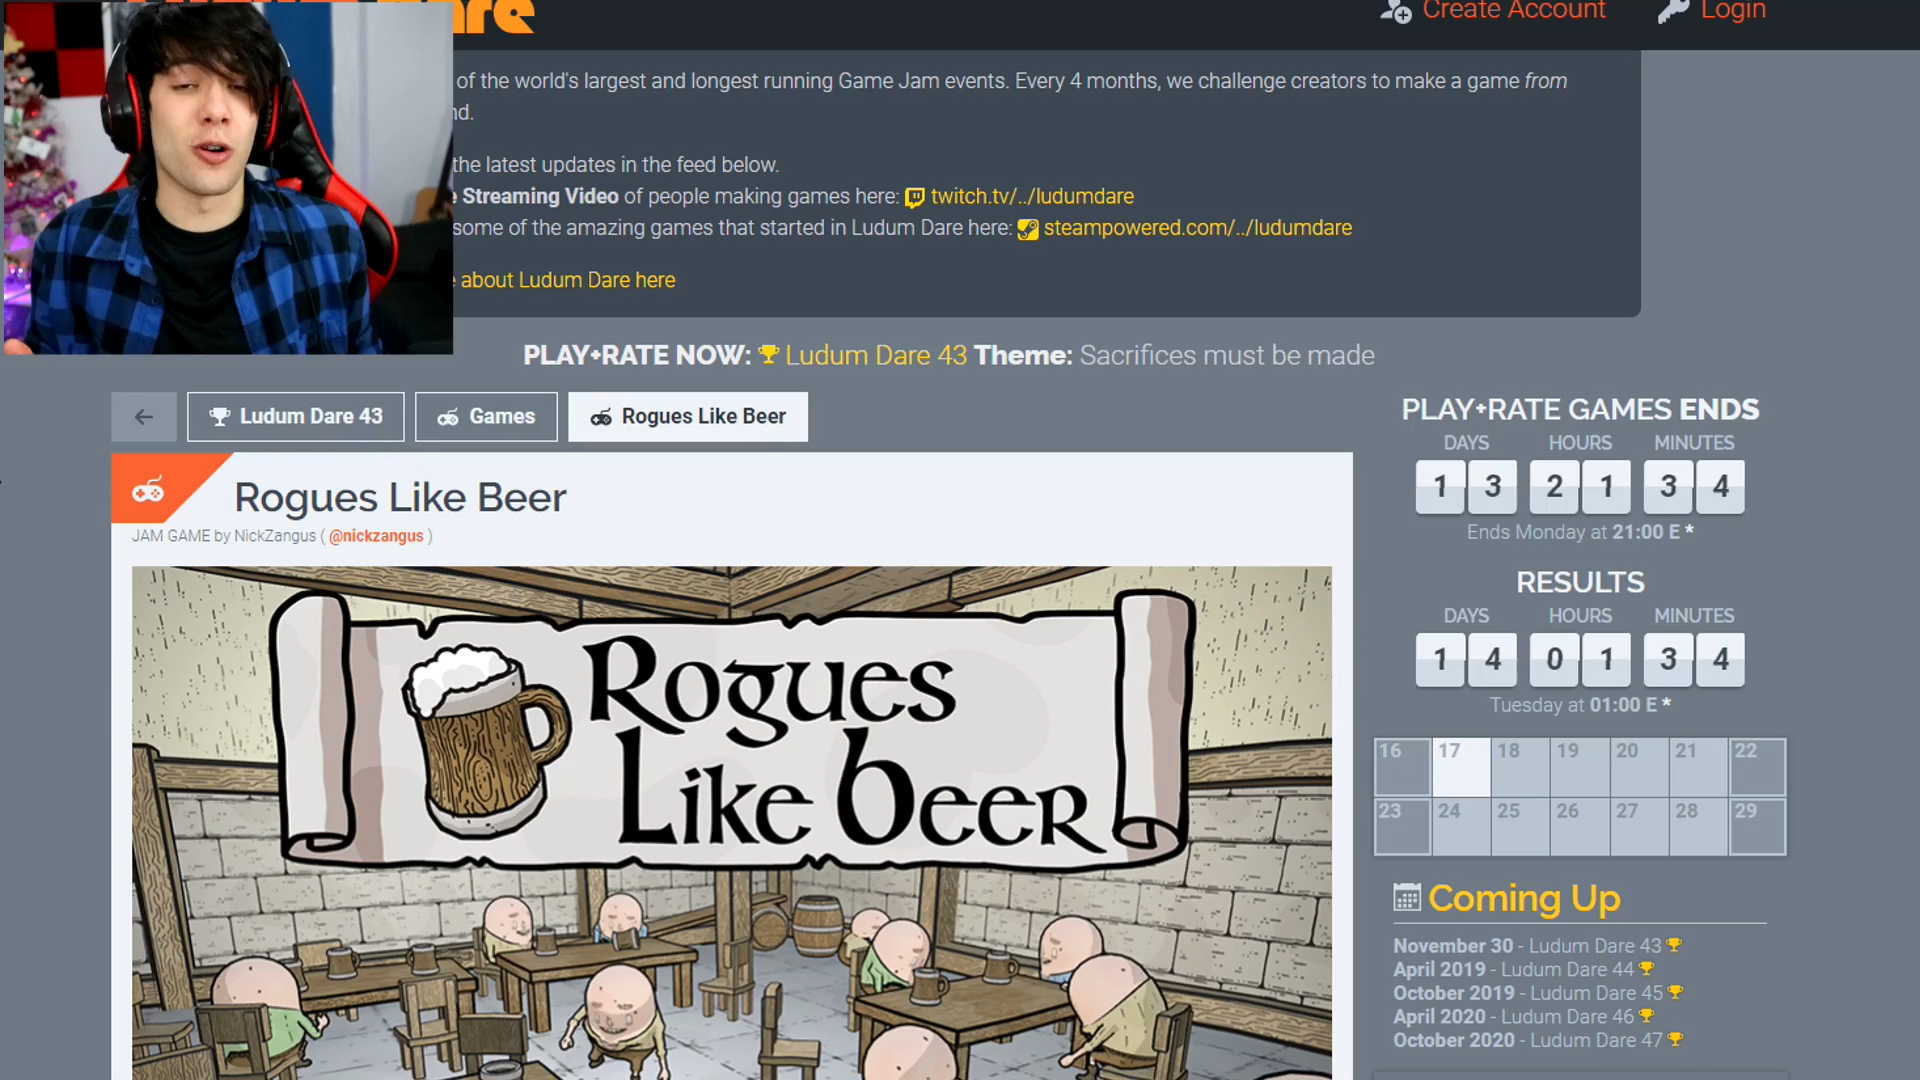 Create Account
Login
of the world's largest and longest running Game Jam events. Every 4 months, we challenge creators to make a game from
nd.
the latest updates in the feed below.
e Streaming Video of people making games here: twitch.tv/../ludumdare
some of the amazing games that started in Ludum Dare here: steampowered.com/../ludumdare
e about Ludum Dare here
PLAY+RATE NOW: Ludum Dare 43 Theme: Sacrifices must be made
Ludum Dare 43
Games
Rogues Like Beer
Rogues Like Beer
JAM GAME by NickZangus ( @nickzangus )
Rogues
Like Beer
PLAY+RATE GAMES ENDS
DAYS HOURS MINUTES
1 3 2 1 3 4
Ends Monday at 21:00 E *
RESULTS
DAYS HOURS MINUTES
1 4 0 1 3 4
Tuesday at 01:00 E *
16 17 18 19 20 21 22
23 24 25 26 27 28 29
Coming Up
November 30 - Ludum Dare 43
April 2019 - Ludum Dare 44
October 2019 - Ludum Dare 45
April 2020 - Ludum Dare 46
October 2020 - Ludum Dare 47